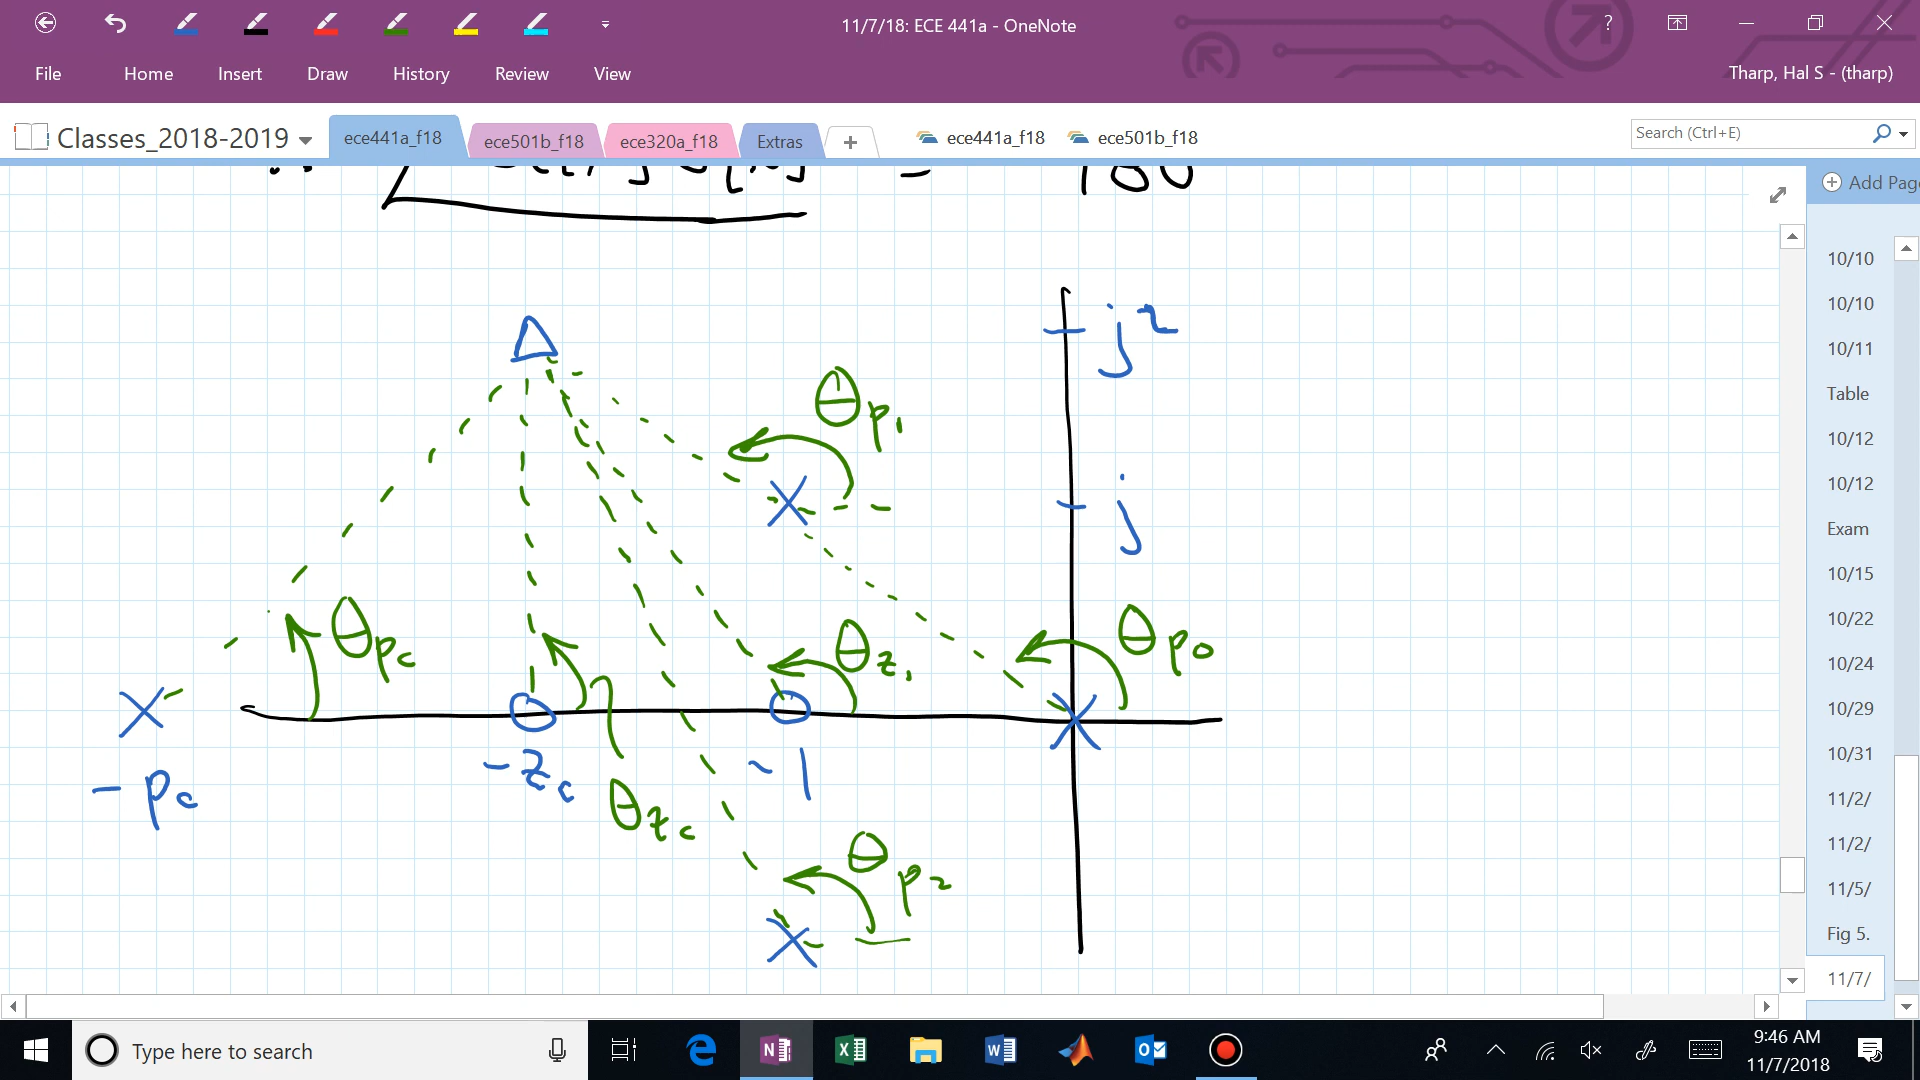 11/7/18: ECE 441a - OneNote
?
File Home Insert Draw History Review View
Tharp, Hal S - (tharp)
Classes_2018-2019
ece441a_f18
ece501b_f18
ece320a_f18
Extras
+
ece441a_f18
ece501b_f18
Search (Ctrl+E)
= 180
Add Pag
10/10
10/10
10/11
Table
10/12
10/12
Exam
10/15
10/22
10/24
10/29
10/31
11/2/
11/2/
11/5/
Fig 5.
11/7/
j2
θp1
j
θpc
θz1
θp0
-pc
-zc
-1
θzc
θp2
Type here to search
9:46 AM
11/7/2018